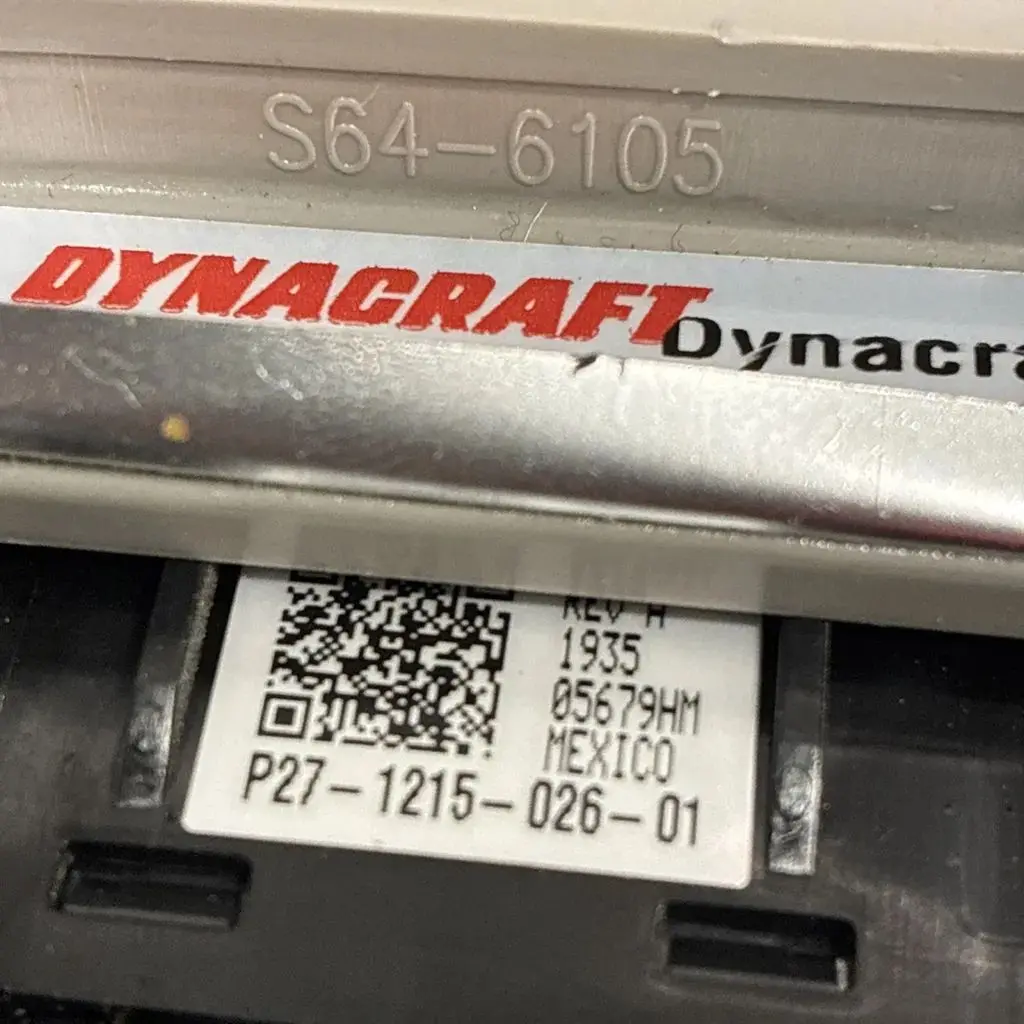 S64-6105
DYNACRAFT Dynacra
REV A
1935
05679HM
MEXICO
P27-1215-026-01